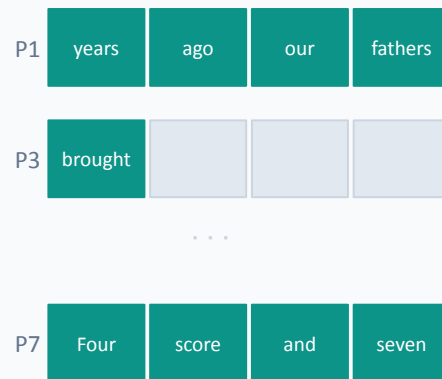 P1 years ago our fathers
P3 brought
. . .
P7 Four score and seven